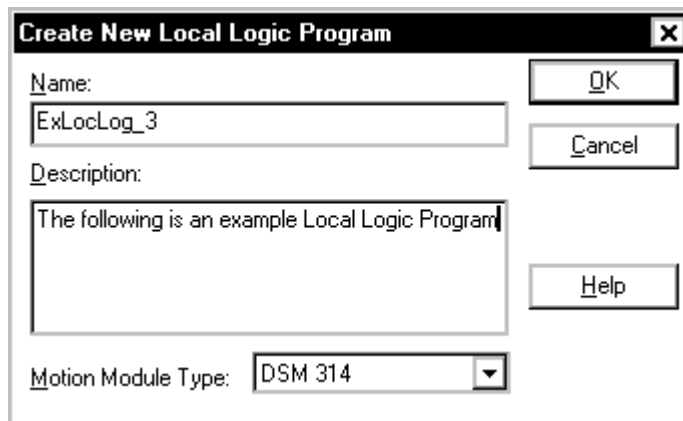 Create New Local Logic Program
Name:
ExLocLog_3
OK
Cancel
Description:
The following is an example Local Logic Program
Help
Motion Module Type: DSM 314